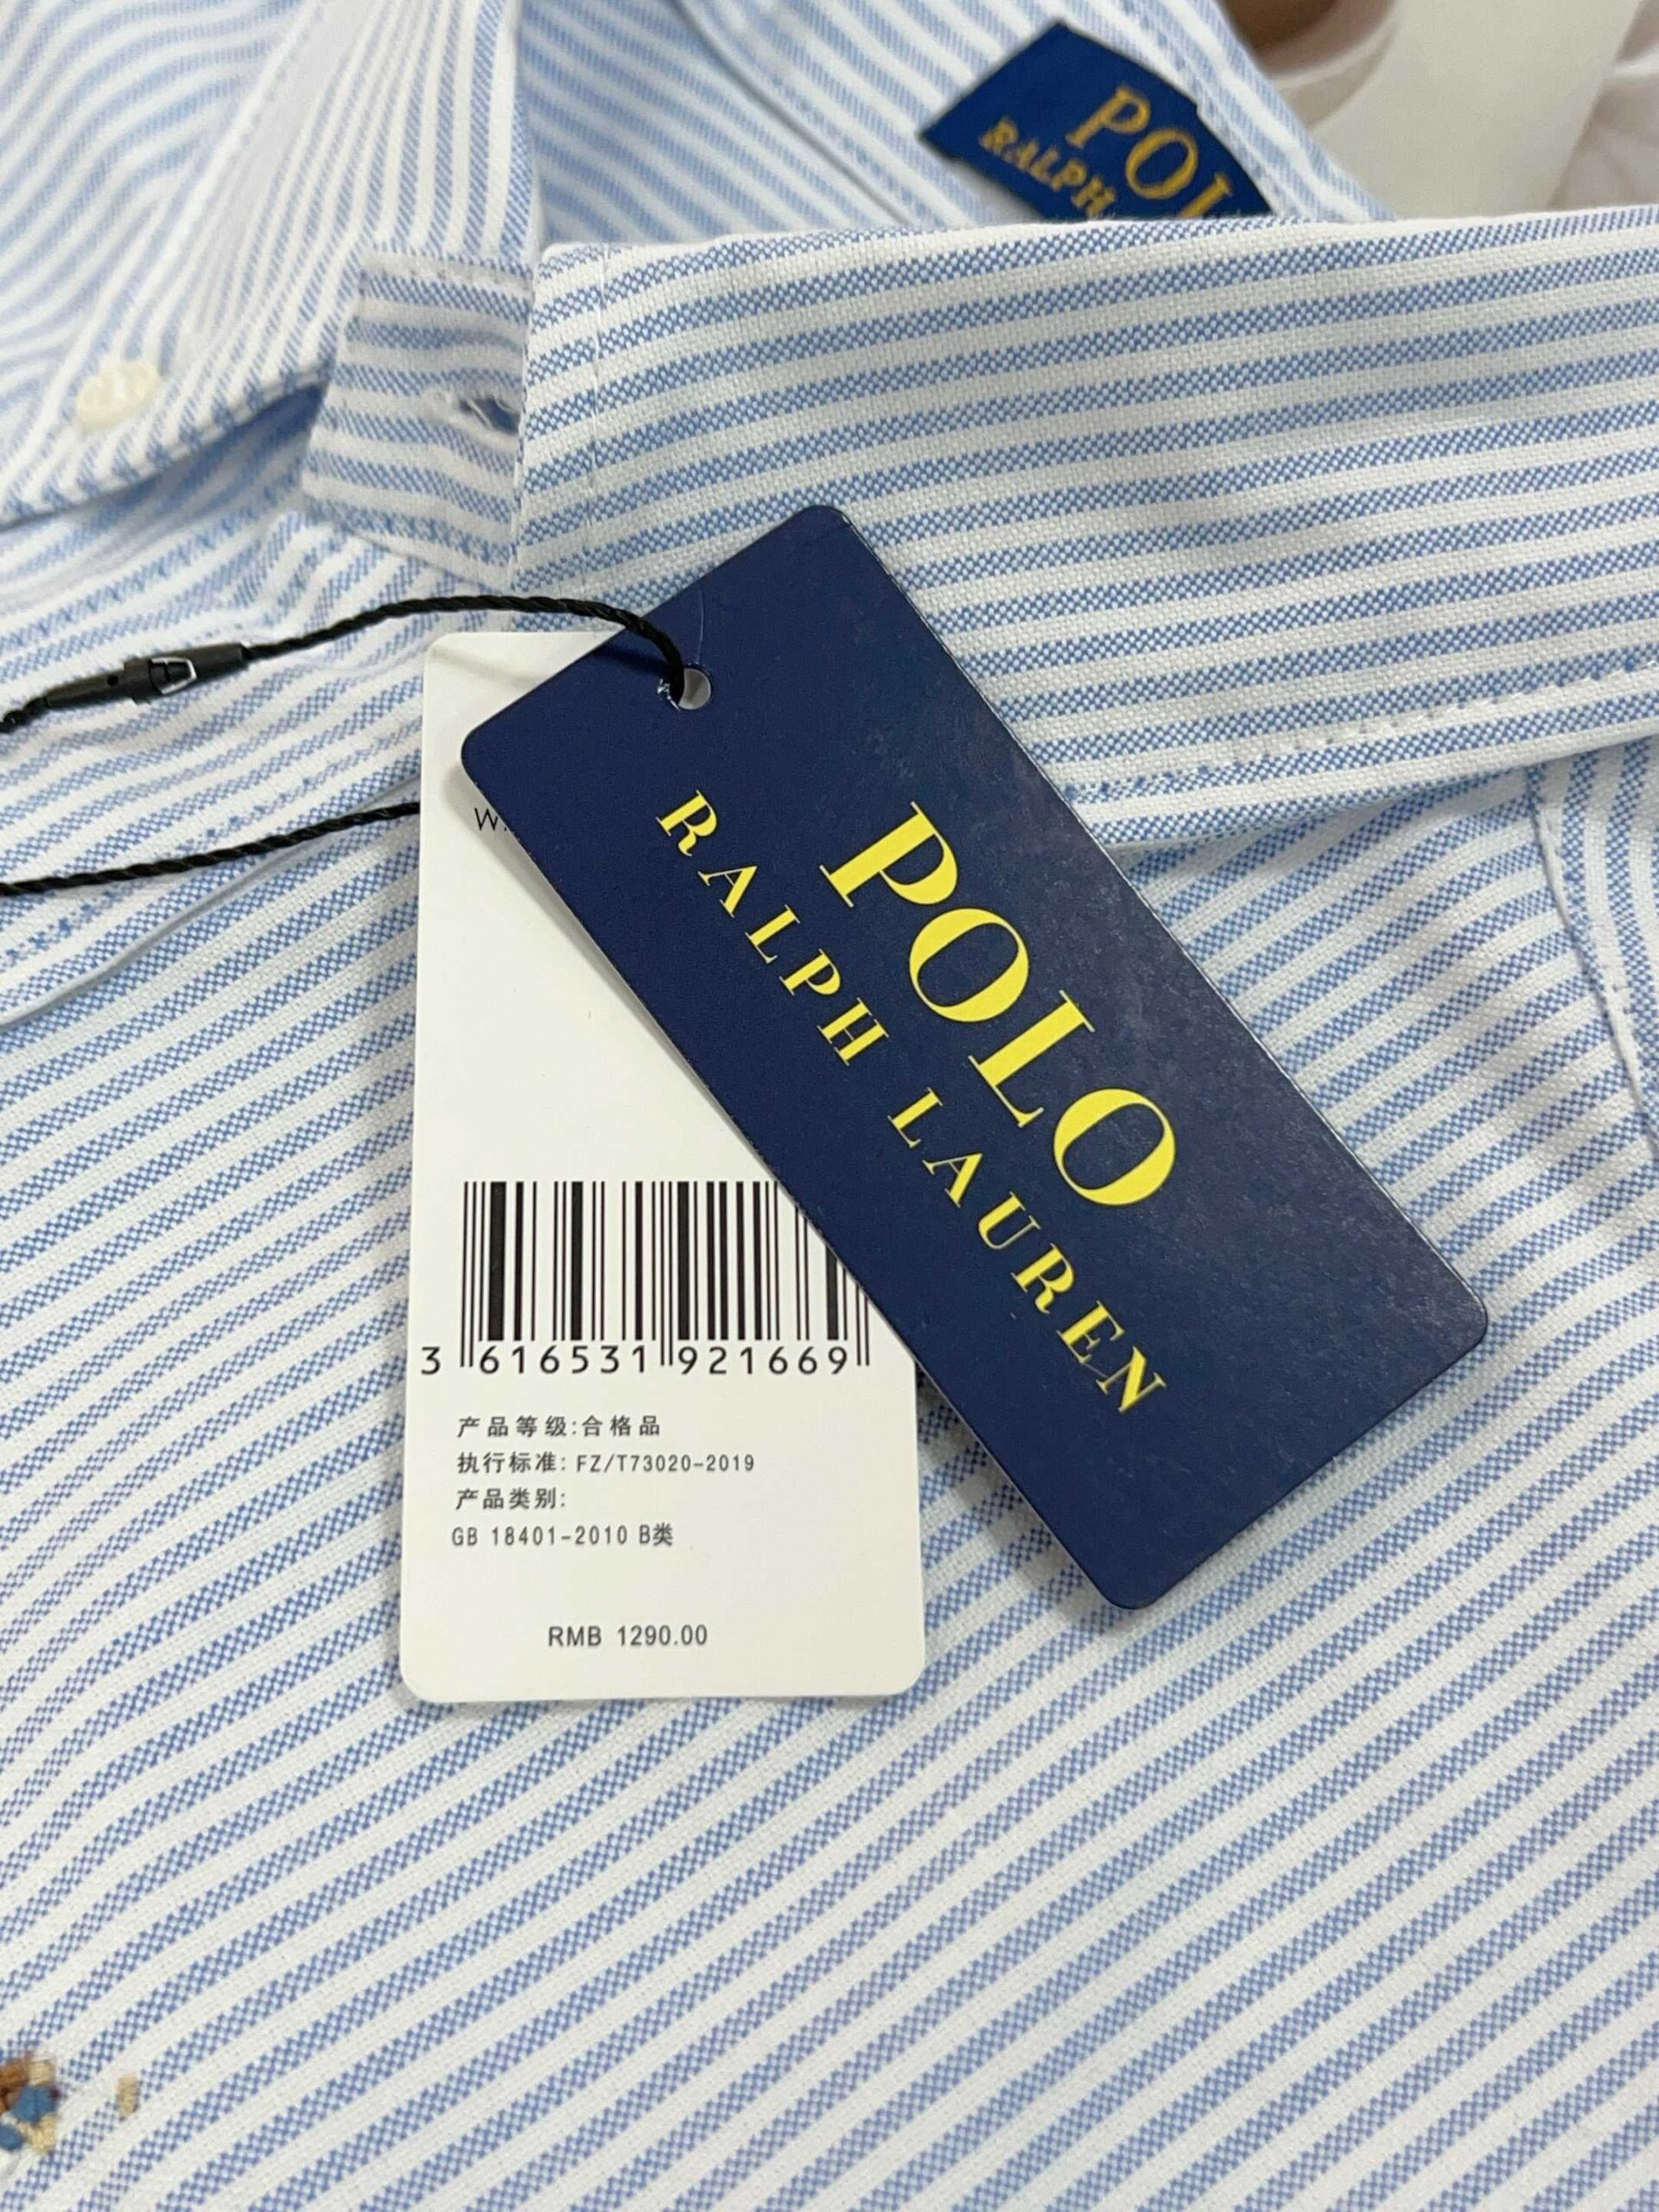 POLO
RALPH
POLO
RALPH LAUREN
3 616531 921669
产品等级:合格品
执行标准: FZ/T73020-2019
产品类别:
GB 18401-2010 B类
RMB 1290.00